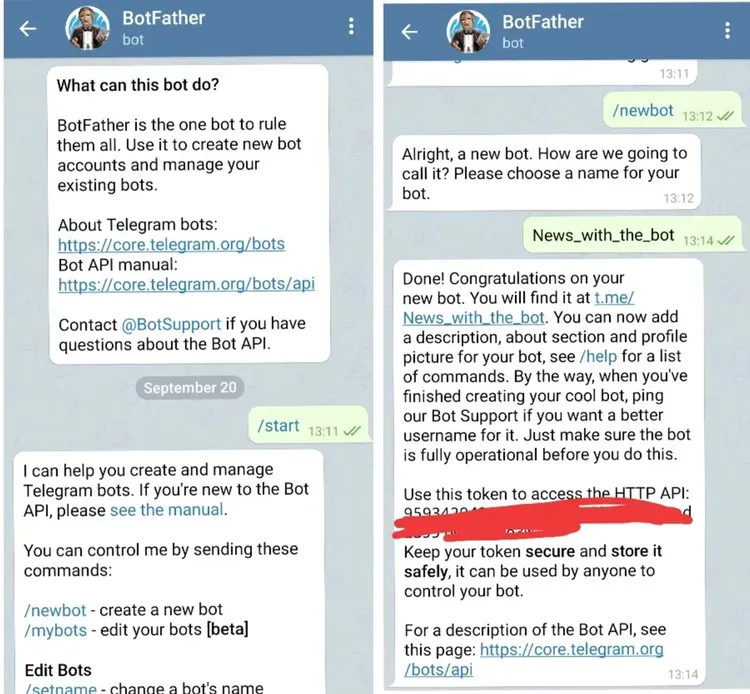 BotFather
bot
What can this bot do?
BotFather is the one bot to rule
them all. Use it to create new bot
accounts and manage your
existing bots.
About Telegram bots:
https://core.telegram.org/bots
Bot API manual:
https://core.telegram.org/bots/api
Contact @BotSupport if you have
questions about the Bot API.
September 20
/start 13:11
I can help you create and manage
Telegram bots. If you're new to the Bot
API, please see the manual.
You can control me by sending these
commands:
/newbot - create a new bot
/mybots - edit your bots [beta]
Edit Bots
/setname - change a bot's name
BotFather
bot
13:11
/newbot 13:12
Alright, a new bot. How are we going to
call it? Please choose a name for your
bot.
13:12
News_with_the_bot 13:14
Done! Congratulations on your
new bot. You will find it at t.me/
News_with_the_bot. You can now add
a description, about section and profile
picture for your bot, see /help for a list
of commands. By the way, when you've
finished creating your cool bot, ping
our Bot Support if you want a better
username for it. Just make sure the bot
is fully operational before you do this.
Use this token to access the HTTP API:
Keep your token secure and store it
safely, it can be used by anyone to
control your bot.
For a description of the Bot API, see
this page: https://core.telegram.org
/bots/api
13:14